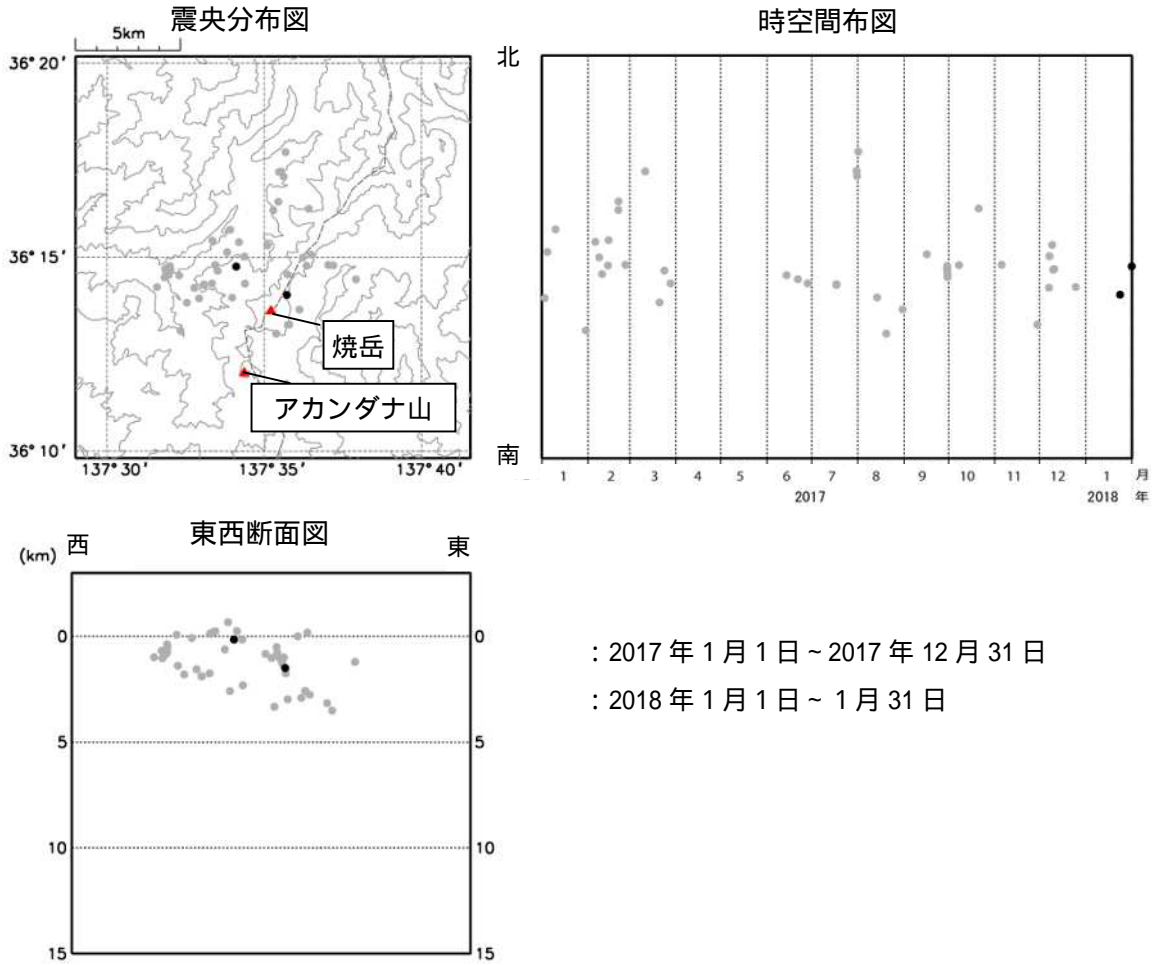 震央分布図
5km
36° 20′
36° 15′
36° 10′
137° 30′
137° 35′
137° 40′
焼岳
アカンダナ山
時空間布図
北
南
1 2 3 4 5 6 7 8 9 10 11 12 1 月
2017 2018 年
東西断面図
(km) 西 東
0 0
5 5
10 10
15 15
：2017 年 1 月 1 日 ~ 2017 年 12 月 31 日
：2018 年 1 月 1 日 ~ 1 月 31 日